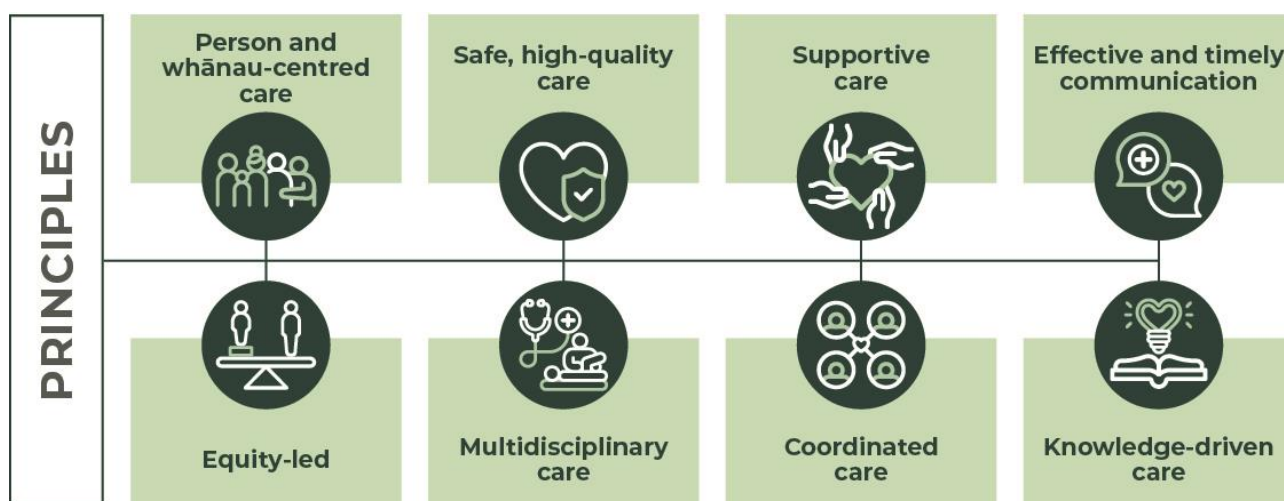 PRINCIPLES
Person and
whānau-centred
care
Safe, high-quality
care
Supportive
care
Effective and timely
communication
Equity-led
Multidisciplinary
care
Coordinated
care
Knowledge-driven
care